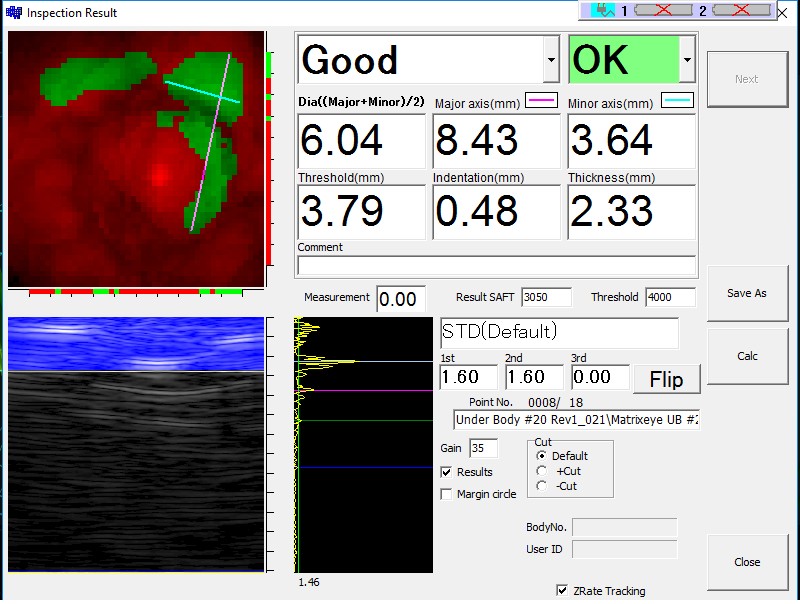 Inspection Result
1 2
Good OK
Next
Dia((Major+Minor)/2) Major axis(mm) Minor axis(mm)
6.04 8.43 3.64
Threshold(mm) Indentation(mm) Thickness(mm)
3.79 0.48 2.33
Comment
Measurement 0.00 Result SAFT 3050 Threshold 4000
Save As
STD(Default)
Calc
1st 2nd 3rd
1.60 1.60 0.00 Flip
Point No. 0008/ 18
Under Body #20 Rev1_021\Matrixeye UB #2
Gain 35
Cut
Default
Results
+Cut
-Cut
Margin circle
BodyNo.
User ID
Close
1.46
ZRate Tracking